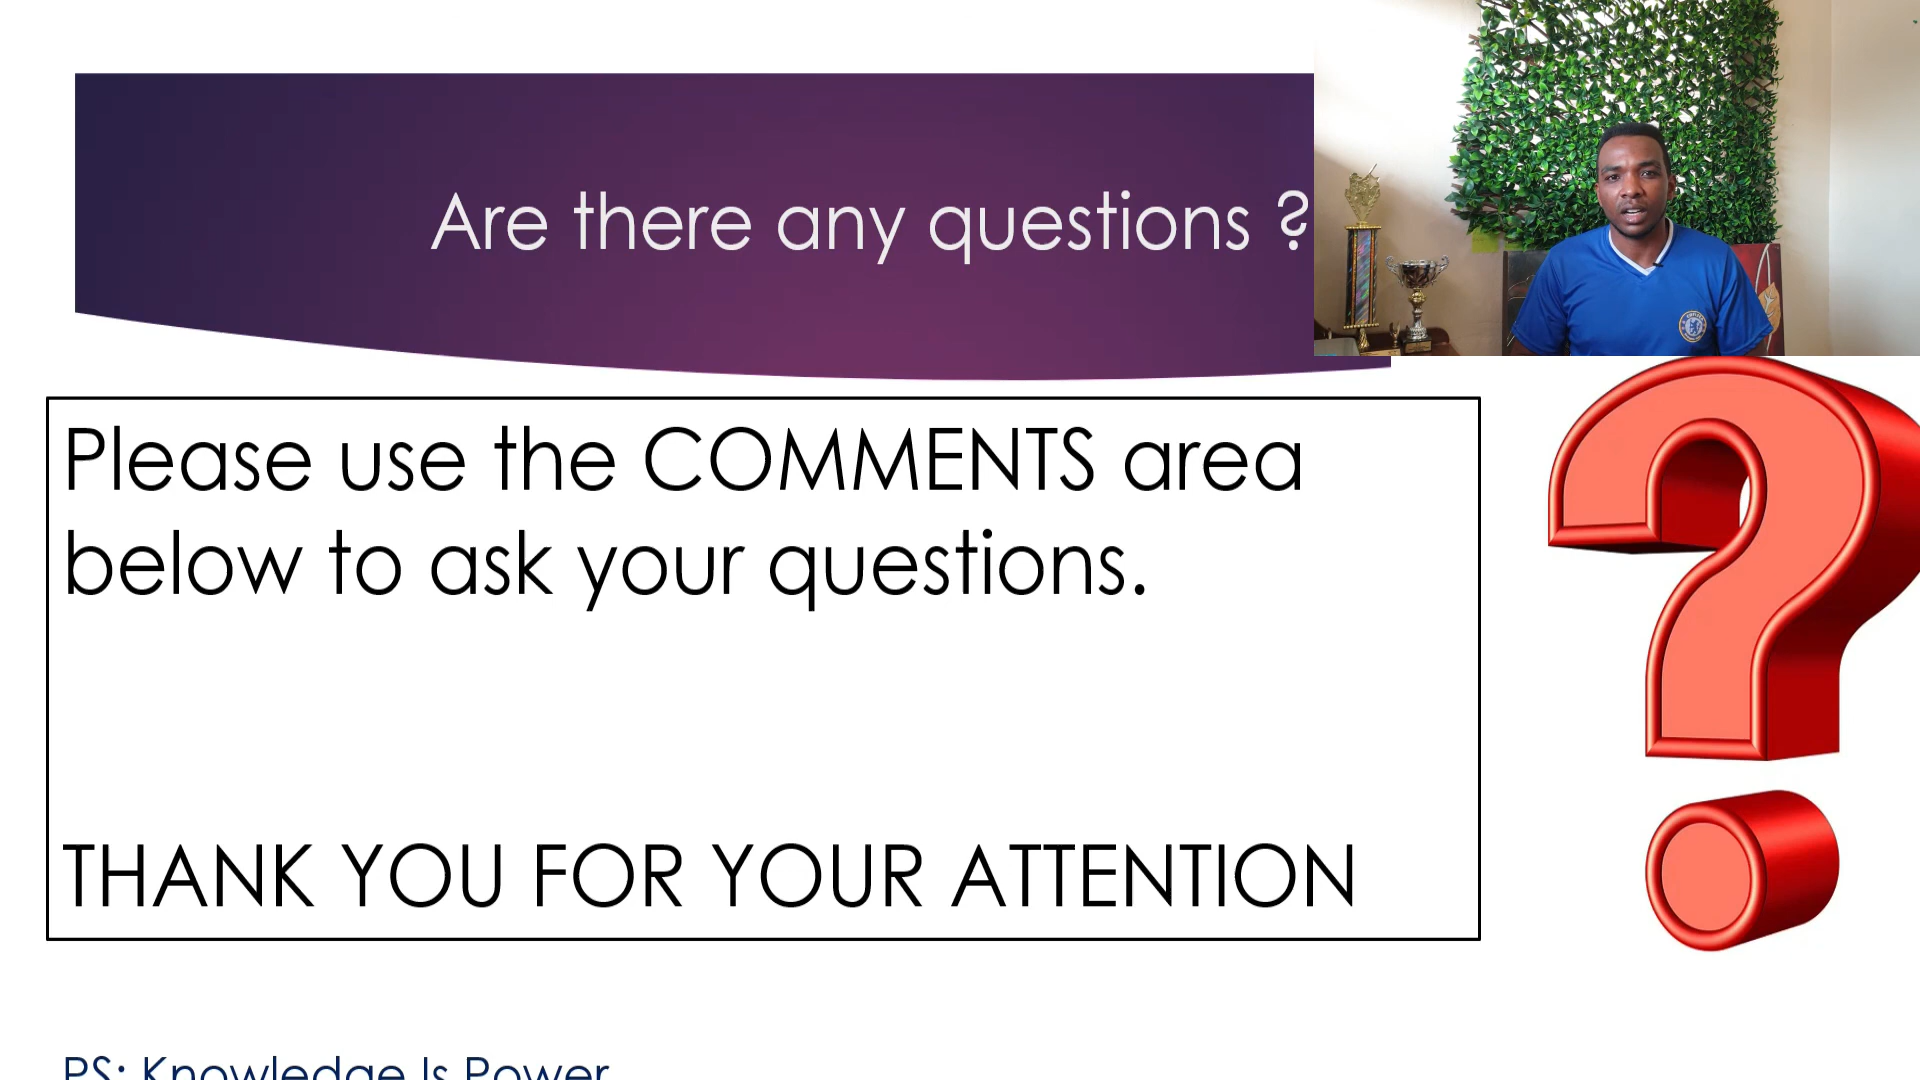 Are there any questions ?
Please use the COMMENTS area
below to ask your questions.
THANK YOU FOR YOUR ATTENTION
PS: Knowledge Is Power